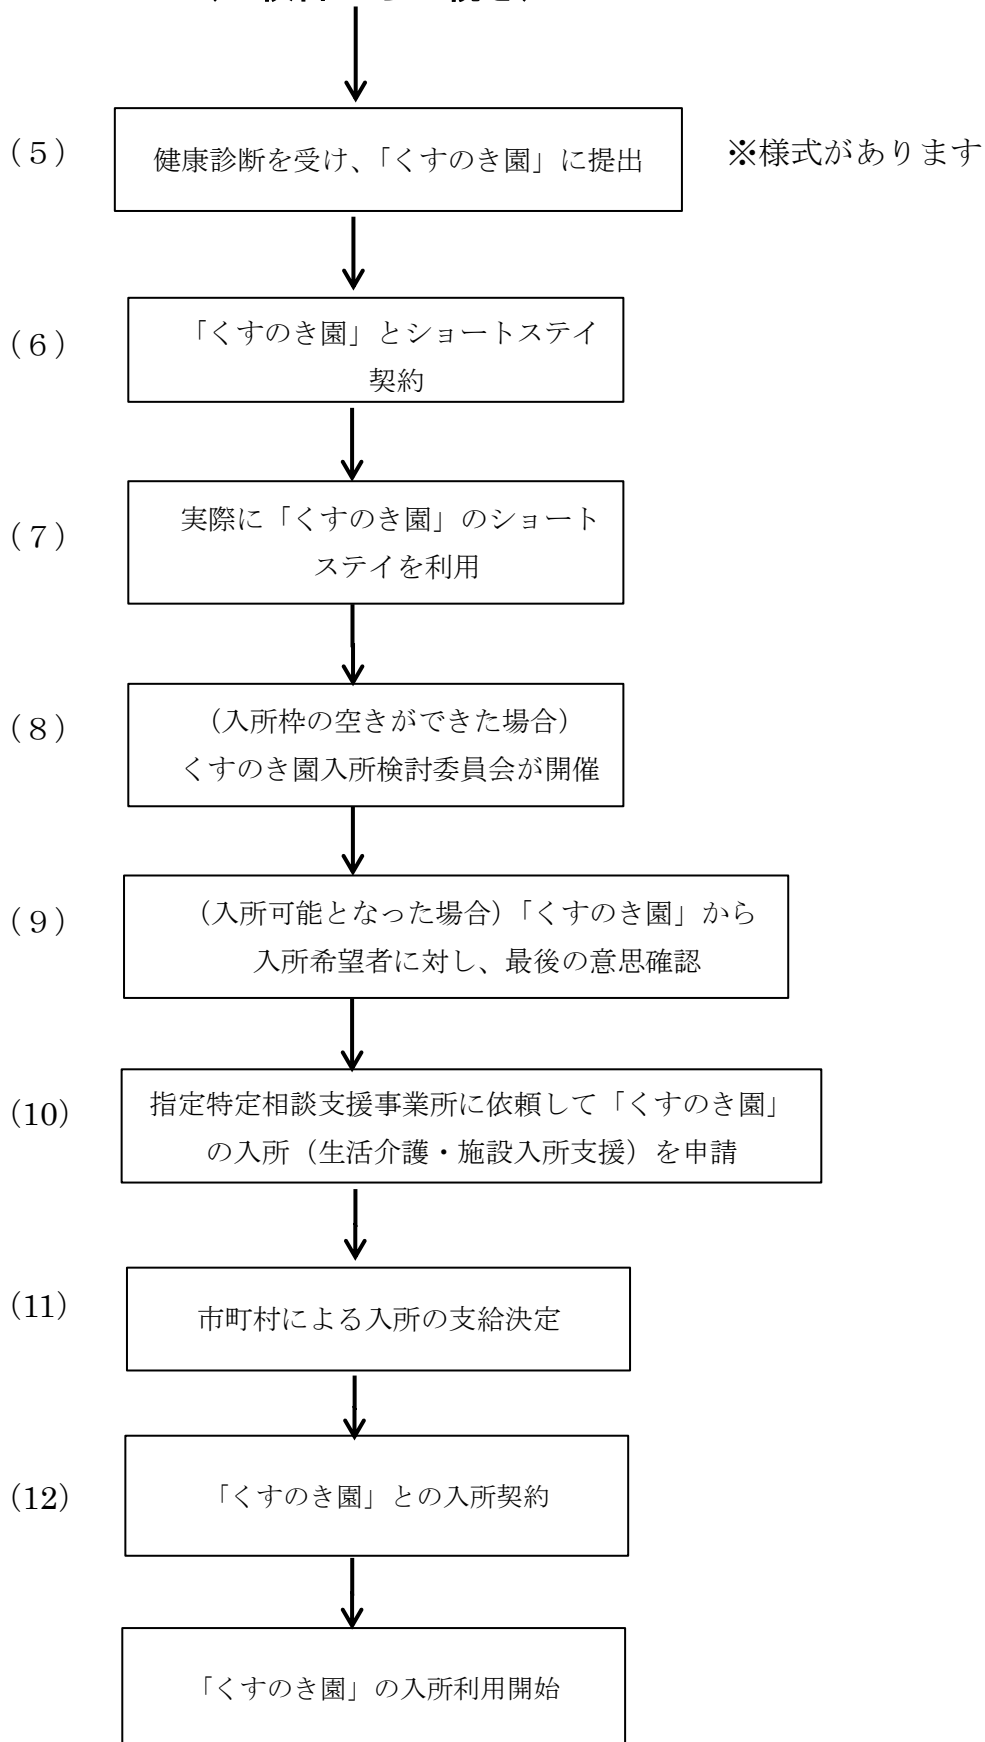 (５)
健康診断を受け、「くすのき園」に提出
※様式があります
(６)
「くすのき園」とショートステイ
契約
(７)
実際に「くすのき園」のショート
ステイを利用
(８)
（入所枠の空きができた場合）
くすのき園入所検討委員会が開催
(９)
（入所可能となった場合）「くすのき園」から
入所希望者に対し、最後の意思確認
(10)
指定特定相談支援事業所に依頼して「くすのき園」
の入所（生活介護・施設入所支援）を申請
(11)
市町村による入所の支給決定
(12)
「くすのき園」との入所契約
「くすのき園」の入所利用開始